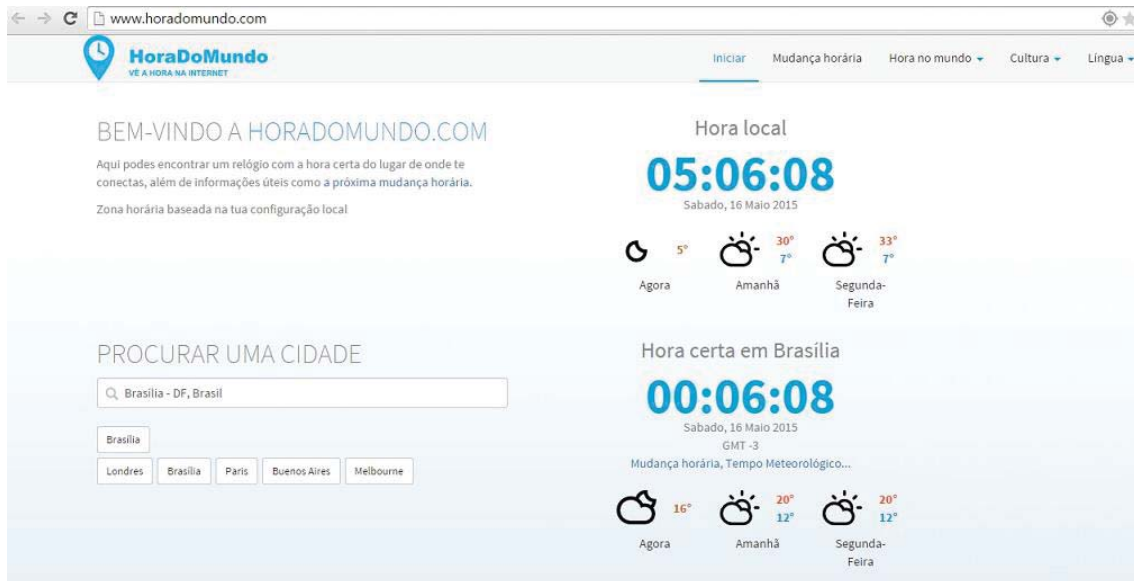 www.horadomundo.com
HoraDoMundo
VÊ A HORA NA INTERNET
Iniciar Mudança horária Hora no mundo Cultura Língua
BEM-VINDO A HORADOMUNDO.COM
Aqui podes encontrar um relógio com a hora certa do lugar de onde te
conectas, além de informações úteis como a próxima mudança horária.
Zona horária baseada na tua configuração local
Hora local
05:06:08
Sabado, 16 Maio 2015
5° 30° 33°
7° 7°
Agora Amanhã Segunda-
Feira
PROCURAR UMA CIDADE
Brasília - DF, Brasil
Brasília
Londres Brasília Paris Buenos Aires Melbourne
Hora certa em Brasília
00:06:08
Sabado, 16 Maio 2015
GMT -3
Mudança horária, Tempo Meteorológico...
16° 20° 20°
12° 12°
Agora Amanhã Segunda-
Feira